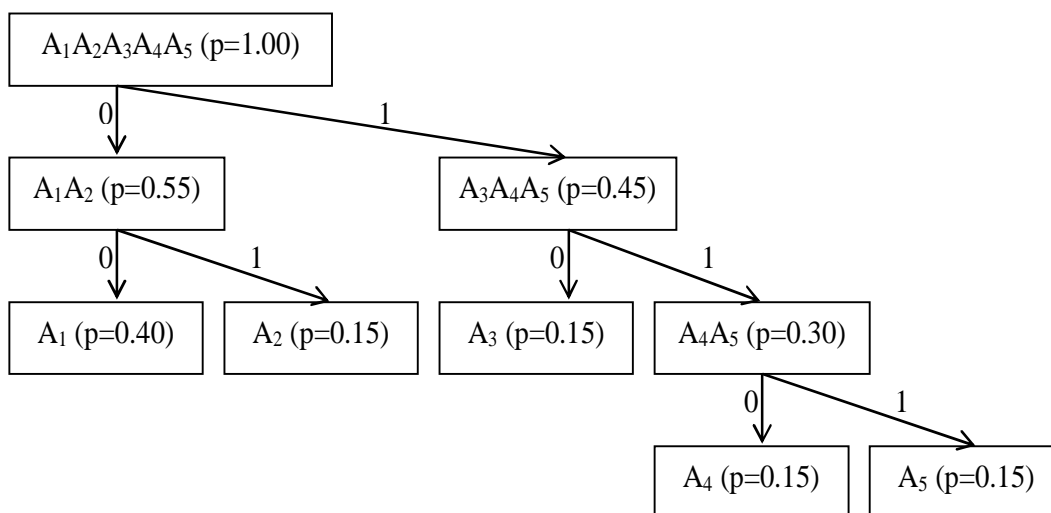 A₁A₂A₃A₄A₅ (p=1.00)
0 1
A₁A₂ (p=0.55) A₃A₄A₅ (p=0.45)
0 1 0 1
A₁ (p=0.40) A₂ (p=0.15) A₃ (p=0.15) A₄A₅ (p=0.30)
0 1
A₄ (p=0.15) A₅ (p=0.15)